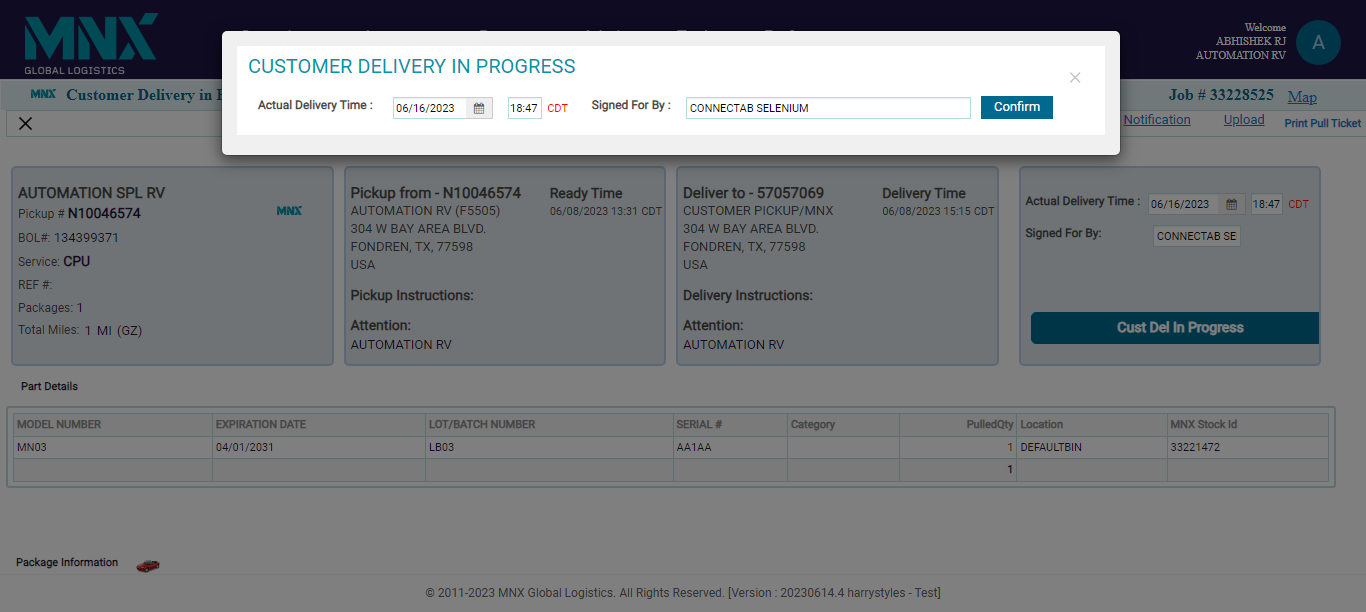 MNX
GLOBAL LOGISTICS
Welcome
ABHISHEK RJ
AUTOMATION RV
A
CUSTOMER DELIVERY IN PROGRESS
Actual Delivery Time :
06/16/2023
18:47
CDT
Signed For By :
CONNECTAB SELENIUM
Confirm
MNX
Customer Delivery in
Job # 33228525
Map
Notification
Upload
Print Pull Ticket
AUTOMATION SPL RV
Pickup # N10046574
MNX
BOL#: 134399371
Service: CPU
REF #:
Packages: 1
Total Miles: 1 MI (GZ)
Pickup from - N10046574
Ready Time
AUTOMATION RV (F5505)
06/08/2023 13:31 CDT
304 W BAY AREA BLVD.
FONDREN, TX, 77598
USA
Pickup Instructions:
Attention:
AUTOMATION RV
Deliver to - 57057069
Delivery Time
CUSTOMER PICKUP/MNX
06/08/2023 15:15 CDT
304 W BAY AREA BLVD.
FONDREN, TX, 77598
USA
Delivery Instructions:
Attention:
AUTOMATION RV
Actual Delivery Time :
06/16/2023
18:47
CDT
Signed For By:
CONNECTAB SE
Cust Del In Progress
Part Details
MODEL NUMBER EXPIRATION DATE LOT/BATCH NUMBER SERIAL # Category PulledQty Location MNX Stock Id
MN03 04/01/2031 LB03 AA1AA 1 DEFAULTBIN 33221472
1
Package Information
© 2011-2023 MNX Global Logistics. All Rights Reserved. [Version : 20230614.4 harrystyles - Test]